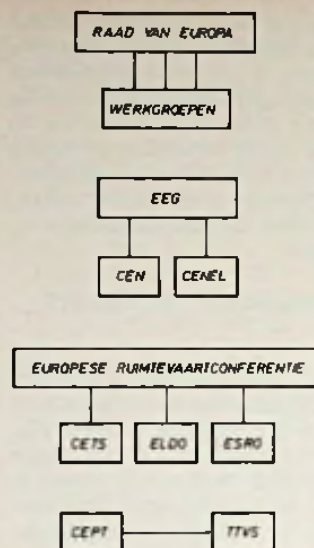 RAAD VAN EUROPA
WERKGROEPEN
EEG
CEN CENEL
EUROPESE RUIMTEVAARTCONFERENTIE
CETS ELDO ESRO
CEPT TTVS